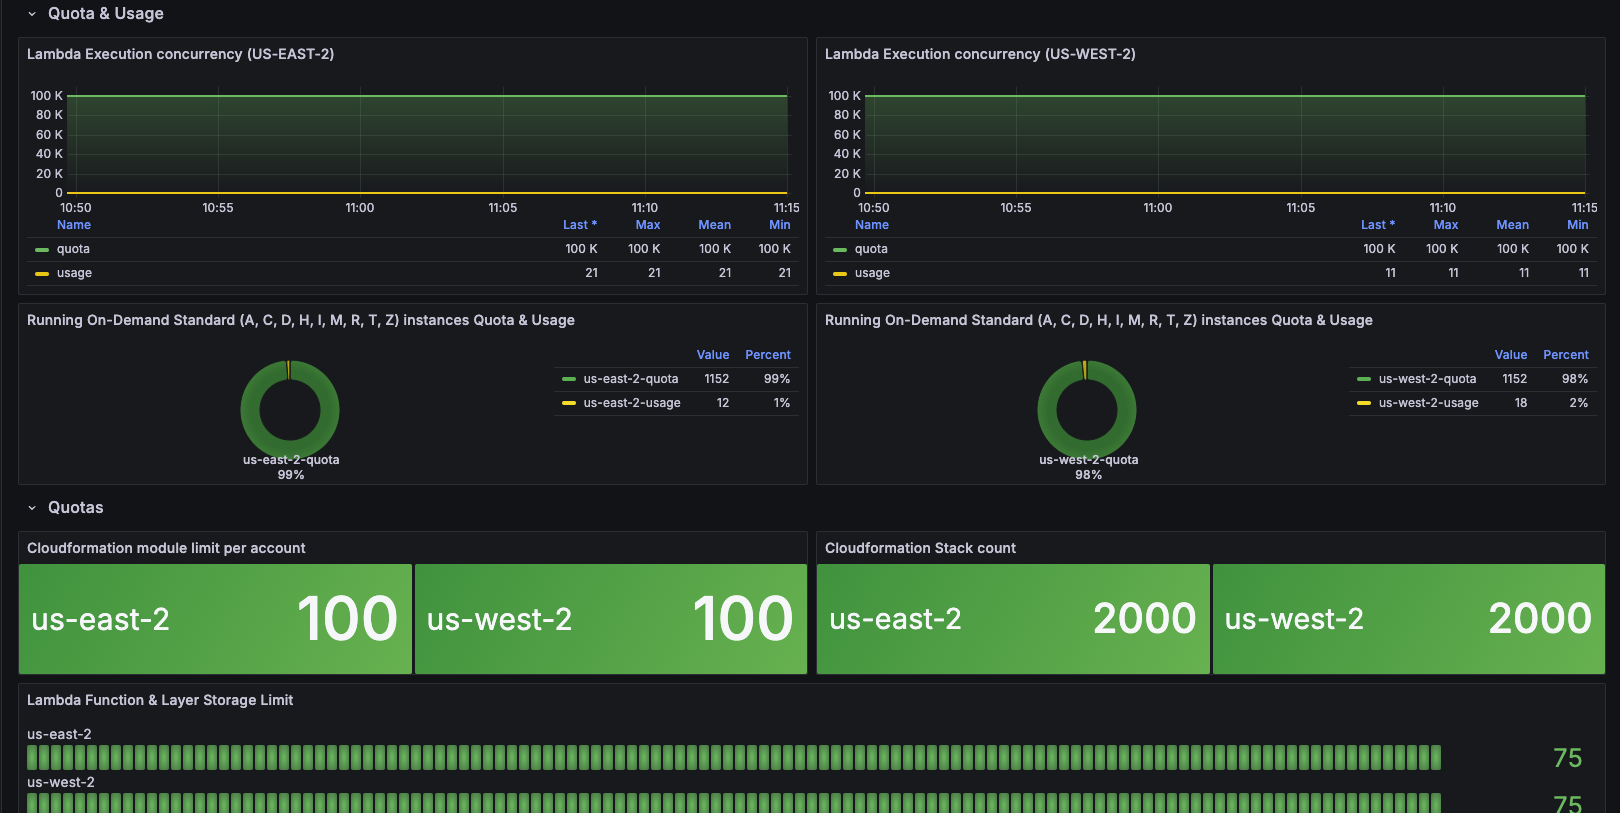 Quota & Usage
Lambda Execution concurrency (US-EAST-2)
100 K
80 K
60 K
40 K
20 K
0
10:50 10:55 11:00 11:05 11:10 11:15
Name Last * Max Mean Min
quota 100 K 100 K 100 K 100 K
usage 21 21 21 21
Lambda Execution concurrency (US-WEST-2)
100 K
80 K
60 K
40 K
20 K
0
10:50 10:55 11:00 11:05 11:10 11:15
Name Last * Max Mean Min
quota 100 K 100 K 100 K 100 K
usage 11 11 11 11
Running On-Demand Standard (A, C, D, H, I, M, R, T, Z) instances Quota & Usage
Value Percent
us-east-2-quota 1152 99%
us-east-2-usage 12 1%
us-east-2-quota
99%
Running On-Demand Standard (A, C, D, H, I, M, R, T, Z) instances Quota & Usage
Value Percent
us-west-2-quota 1152 98%
us-west-2-usage 18 2%
us-west-2-quota
98%
Quotas
Cloudformation module limit per account
us-east-2 100 us-west-2 100
Cloudformation Stack count
us-east-2 2000 us-west-2 2000
Lambda Function & Layer Storage Limit
us-east-2
75
us-west-2
75